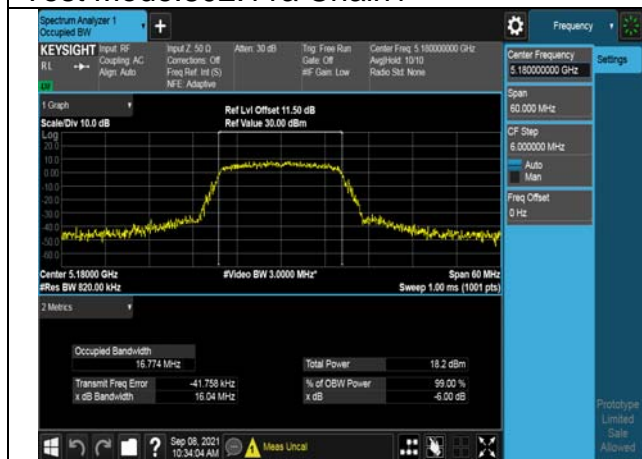 Spectrum Analyzer 1
Occupied BW
Frequency
KEYSIGHT
RL
Input: RF
Coupling: AC
Align: Auto
Input Z: 50 Ω
Corrections: Off
Freq Ref: Int (S)
NFE: Adaptive
Atten: 30 dB
Trig: Free Run
Gate: Off
#IF Gain: Low
Center Freq: 5.180000000 GHz
Avg|Hold: 10/10
Radio Std: None
Center Frequency
5.180000000 GHz
Settings
Span
60.000 MHz
CF Step
6.000000 MHz
Auto
Man
Freq Offset
0 Hz
1 Graph
Scale/Div 10.0 dB
Ref Lvl Offset 11.50 dB
Ref Value 30.00 dBm
Log
20.0
10.0
0.00
-10.0
-20.0
-30.0
-40.0
-50.0
-60.0
Center 5.18000 GHz
#Video BW 3.0000 MHz*
Span 60 MHz
#Res BW 820.00 kHz
Sweep 1.00 ms (1001 pts)
2 Metrics
Occupied Bandwidth
16.774 MHz
Total Power
18.2 dBm
Transmit Freq Error
-41.758 kHz
% of OBW Power
99.00 %
x dB Bandwidth
16.04 MHz
x dB
-6.00 dB
Prototype
Limited
Sale
Allowed
Sep 08, 2021
10:34:04 AM
Meas Uncal